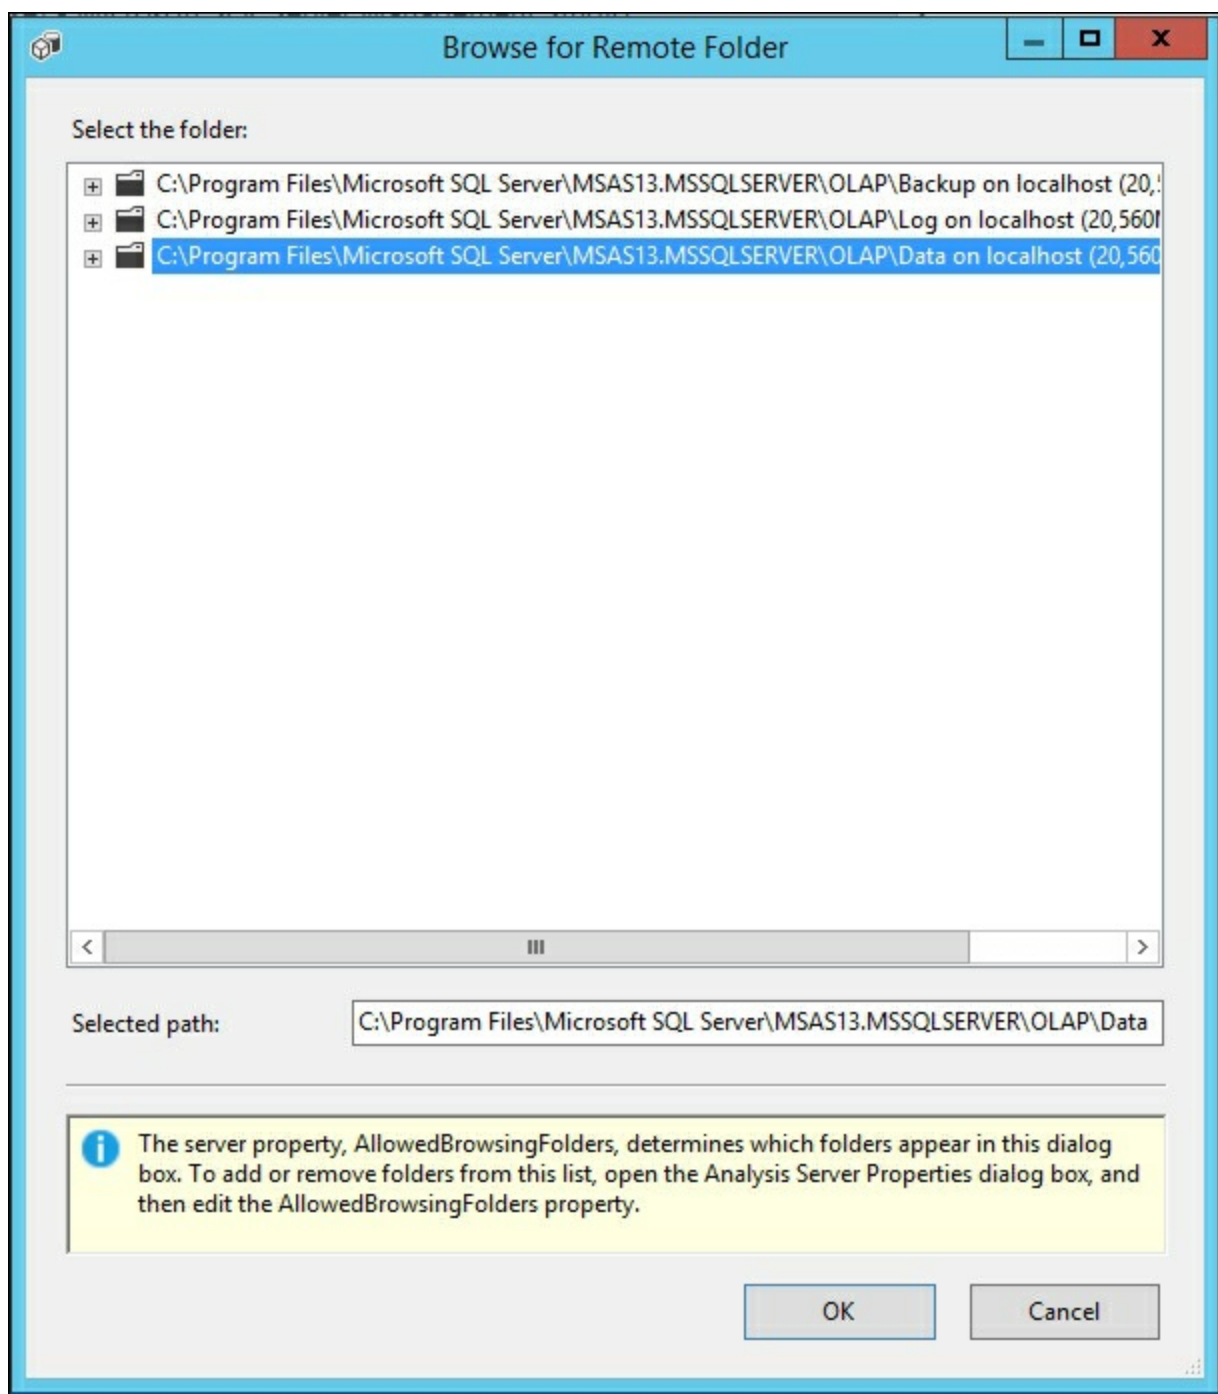 Browse for Remote Folder
Select the folder:
C:\Program Files\Microsoft SQL Server\MSAS13.MSSQLSERVER\OLAP\Backup on localhost (20,
C:\Program Files\Microsoft SQL Server\MSAS13.MSSQLSERVER\OLAP\Log on localhost (20,560
C:\Program Files\Microsoft SQL Server\MSAS13.MSSQLSERVER\OLAP\Data on localhost (20,560
Selected path:
C:\Program Files\Microsoft SQL Server\MSAS13.MSSQLSERVER\OLAP\Data
The server property, AllowedBrowsingFolders, determines which folders appear in this dialog
box. To add or remove folders from this list, open the Analysis Server Properties dialog box, and
then edit the AllowedBrowsingFolders property.
OK
Cancel